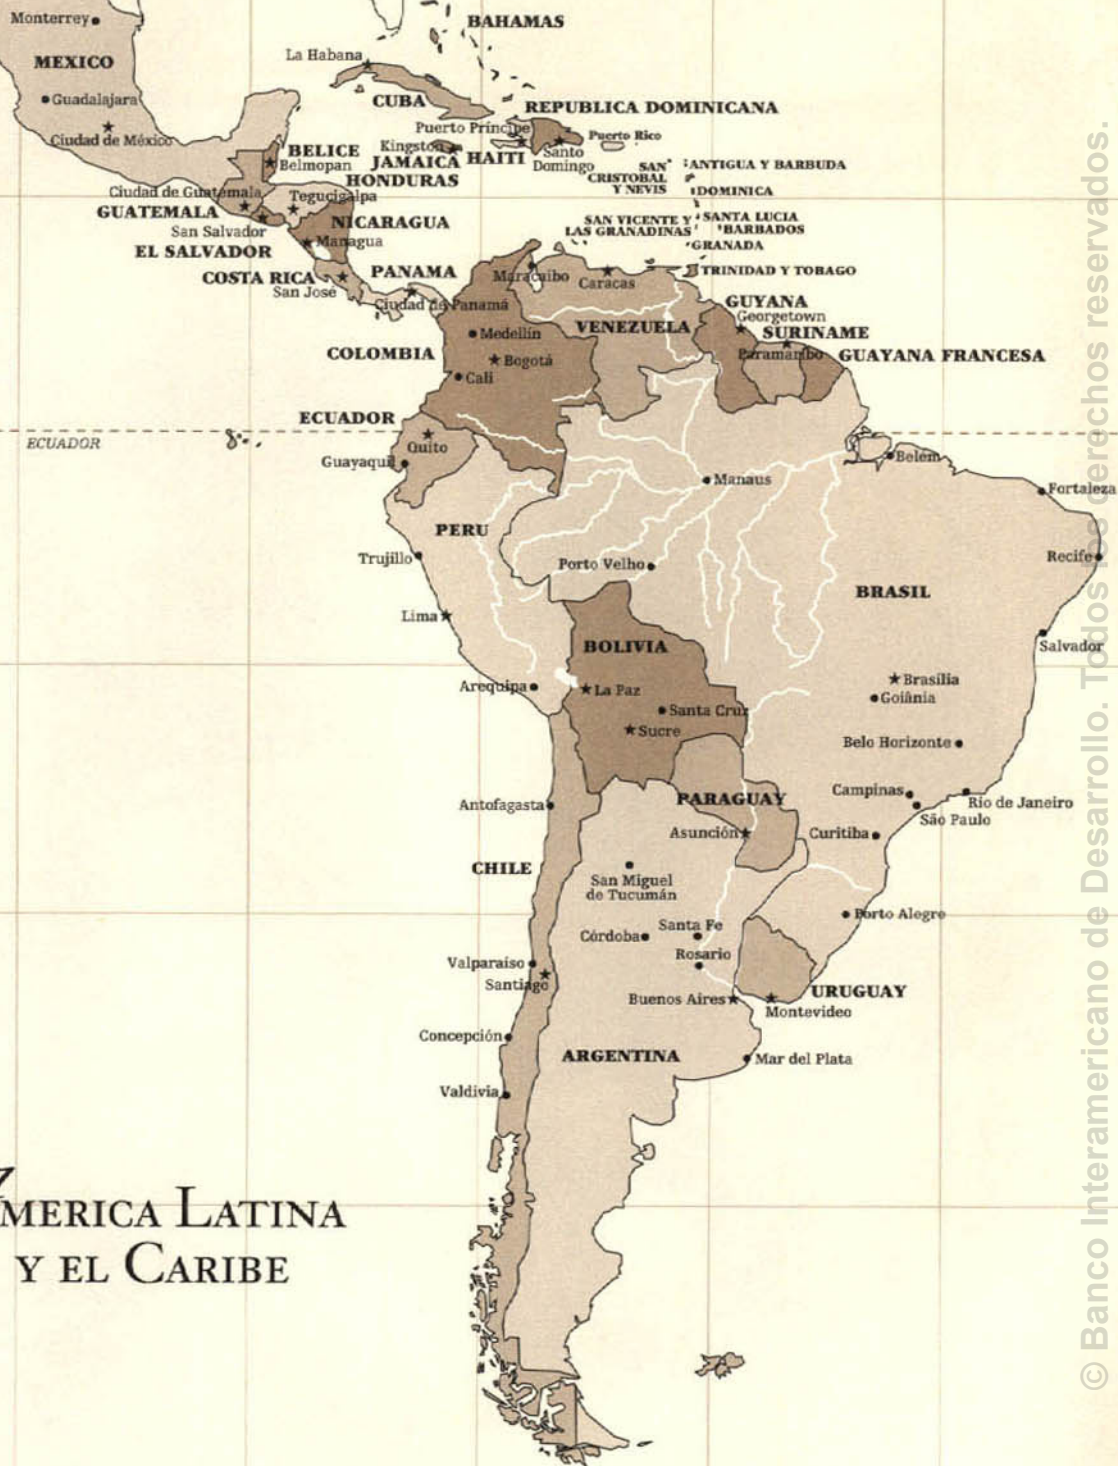 Monterrey
BAHAMAS
La Habana
MEXICO
Guadalajara
CUBA
REPUBLICA DOMINICANA
Ciudad de México
Puerto Príncipe
Puerto Rico
Kingston
BELICE
Belmopan
JAMAICA
HAITI
Santo
Domingo
SAN
CRISTOBAL
Y NEVIS
ANTIGUA Y BARBUDA
HONDURAS
Ciudad de Guatemala
Tegucigalpa
DOMINICA
GUATEMALA
NICARAGUA
SAN VICENTE Y
LAS GRANADINAS
SANTA LUCIA
BARBADOS
San Salvador
Managua
GRANADA
EL SALVADOR
COSTA RICA
PANAMA
Maracaibo
Caracas
TRINIDAD Y TOBAGO
San José
Ciudad de Panamá
GUYANA
Georgetown
Medellín
VENEZUELA
SURINAME
COLOMBIA
Bogotá
Paramaribo
GUAYANA FRANCESA
Cali
ECUADOR
ECUADOR
Quito
Guayaquil
Belém
Manaus
Fortaleza
PERU
Trujillo
Porto Velho
Recife
BRASIL
Lima
BOLIVIA
Salvador
Arequipa
La Paz
Brasília
Goiânia
Santa Cruz
Sucre
Belo Horizonte
Antofagasta
PARAGUAY
Campinas
Rio de Janeiro
São Paulo
Asunción
Curitiba
CHILE
San Miguel
de Tucumán
Porto Alegre
Santa Fe
Córdoba
Rosario
Valparaíso
Santiago
URUGUAY
Buenos Aires
Montevideo
Concepción
ARGENTINA
Mar del Plata
Valdivia
AMERICA LATINA
Y EL CARIBE
© Banco Interamericano de Desarrollo. Todos los derechos reservados.